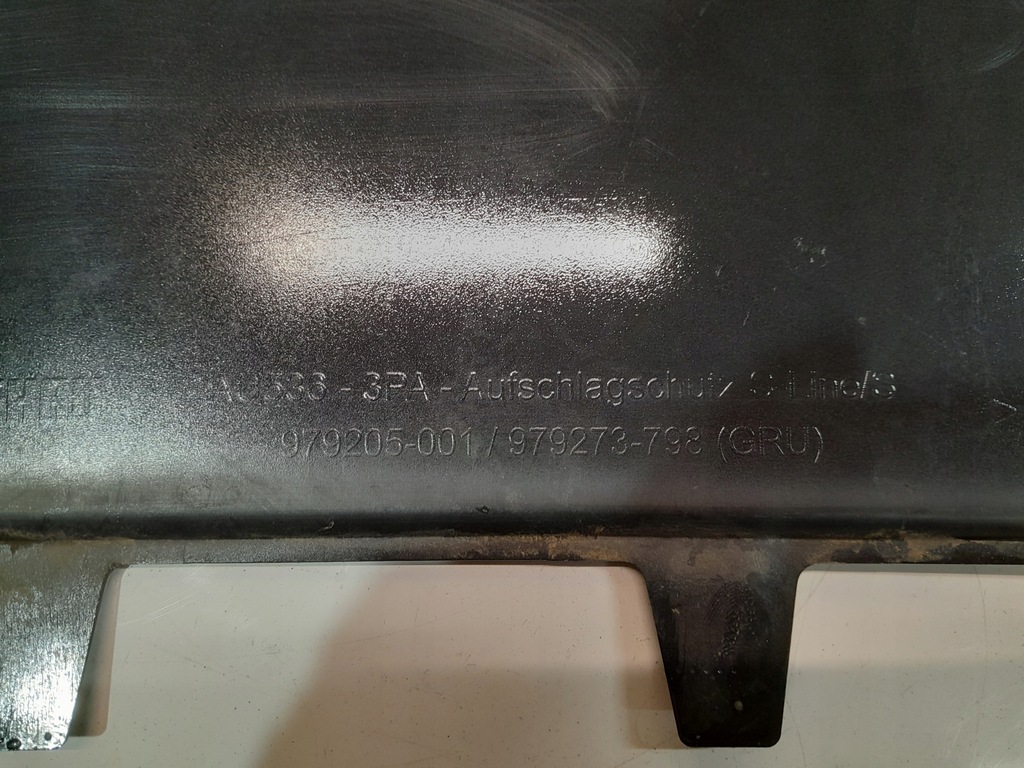 AU536 - 3PA - Aufschlagschutz S-Line/S
979205-001 / 979273-798 (GRU)